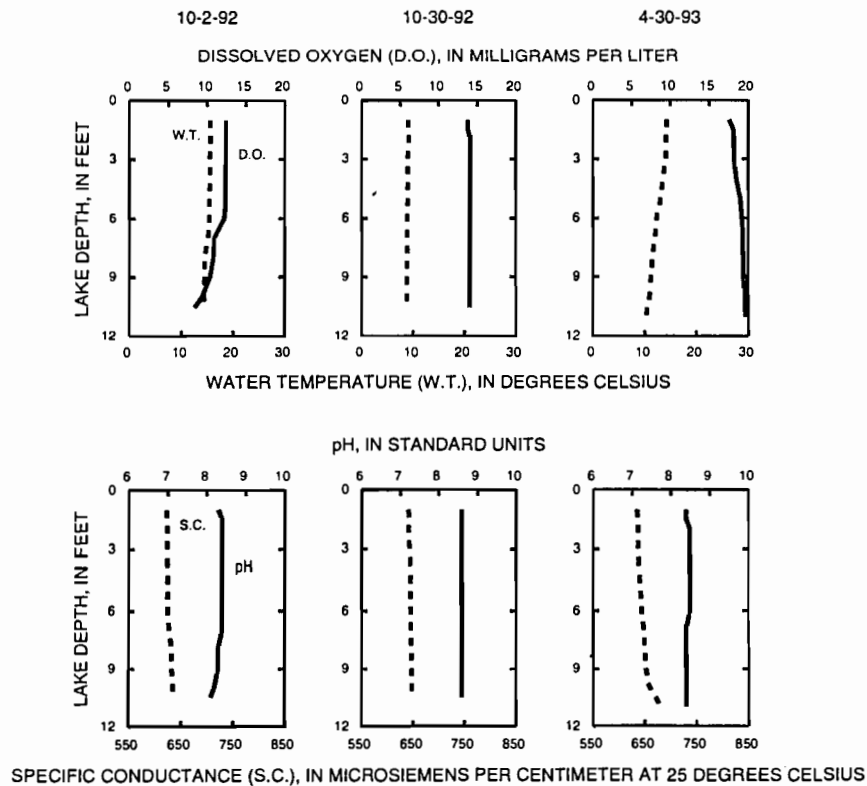 10-2-92 10-30-92 4-30-93
DISSOLVED OXYGEN (D.O.), IN MILLIGRAMS PER LITER
0 5 10 15 20 0 5 10 15 20 0 5 10 15 20
LAKE DEPTH, IN FEET
0
3
6
9
12
W.T.
D.O.
0 10 20 30 0 10 20 30 0 10 20 30
WATER TEMPERATURE (W.T.), IN DEGREES CELSIUS
pH, IN STANDARD UNITS
6 7 8 9 10 6 7 8 9 10 6 7 8 9 10
LAKE DEPTH, IN FEET
0
3
6
9
12
S.C.
pH
550 650 750 850 550 650 750 850 550 650 750 850
SPECIFIC CONDUCTANCE (S.C.), IN MICROSIEMENS PER CENTIMETER AT 25 DEGREES CELSIUS